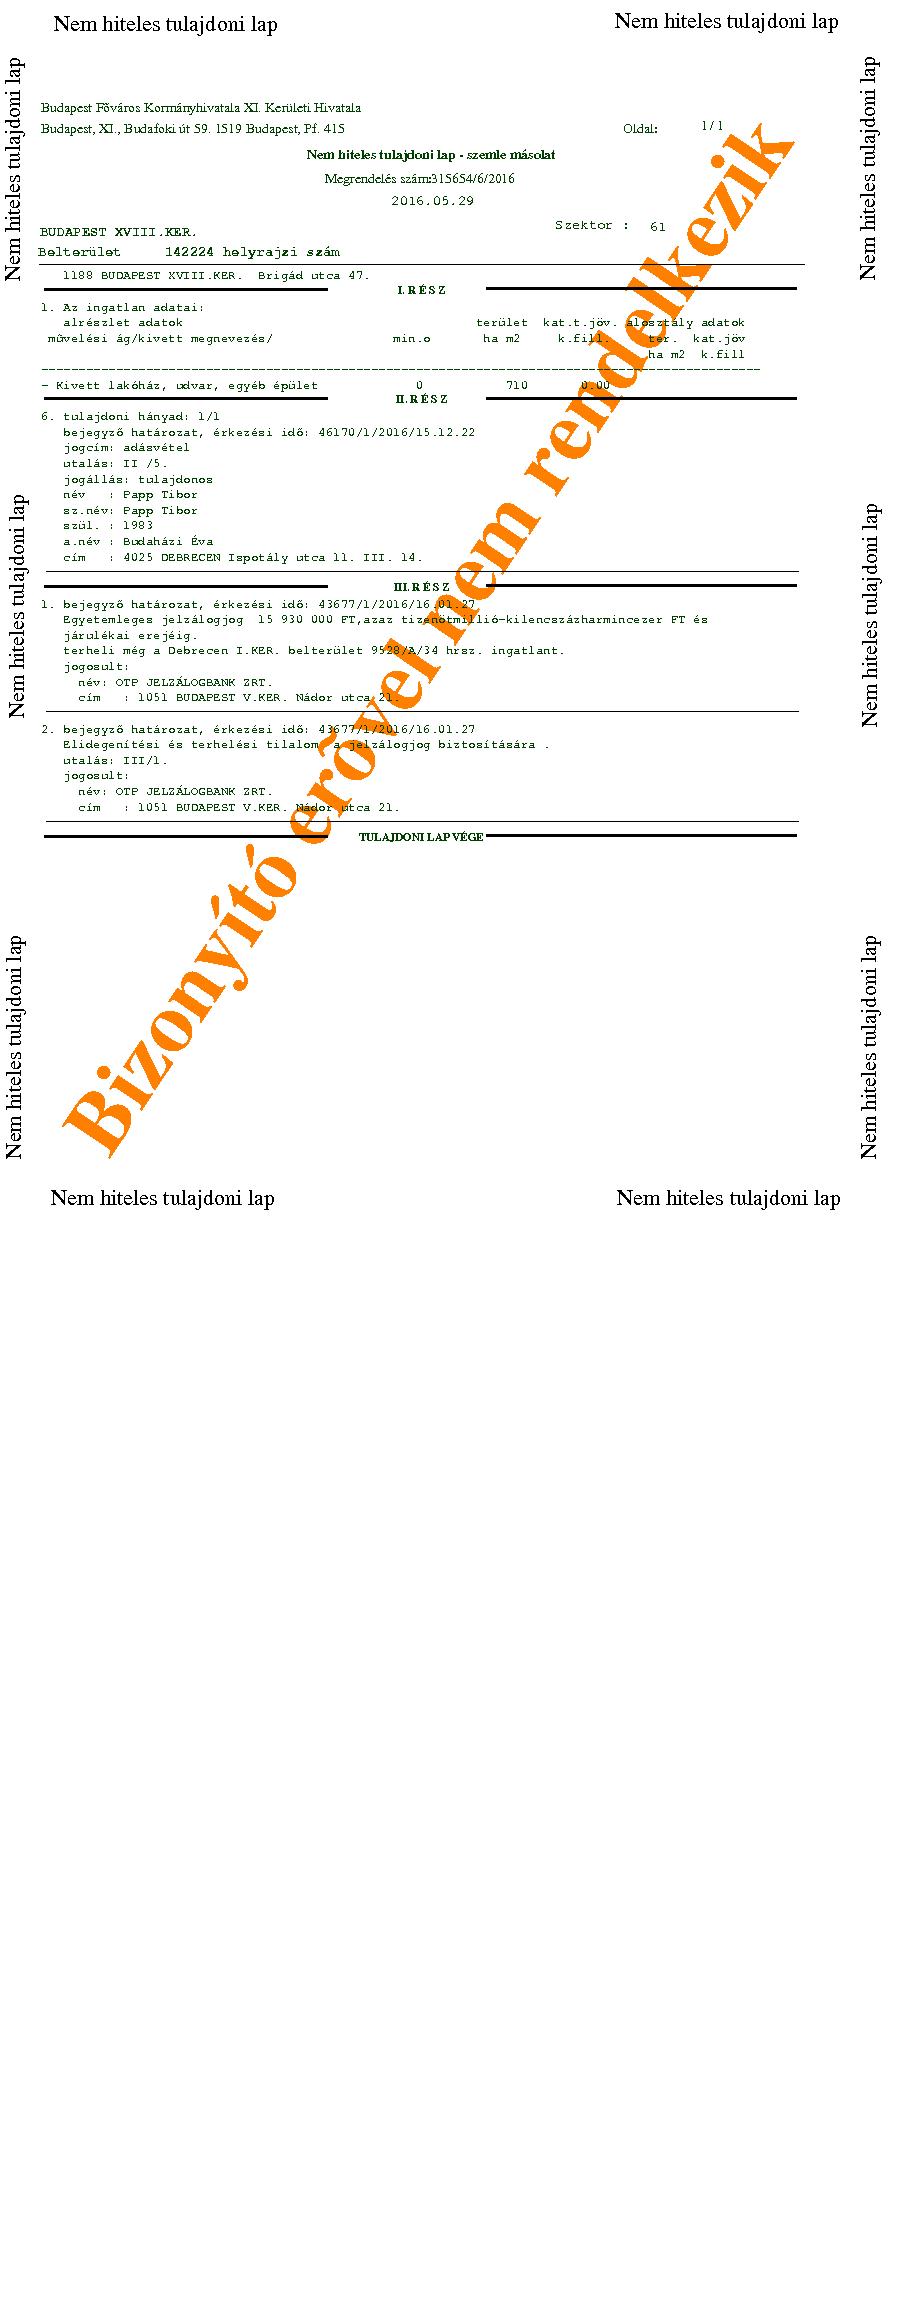 Nem hiteles tulajdoni lap
Nem hiteles tulajdoni lap
Nem hiteles tulajdoni lap
Nem hiteles tulajdoni lap
Budapest Főváros Kormányhivatala XI. Kerületi Hivatala
Budapest, XI., Budafoki út 59. 1519 Budapest, Pf. 415
Oldal: 1/1
Nem hiteles tulajdoni lap - szemle másolat
Megrendelés szám:315654/6/2016
2016.05.29
Szektor : 61
BUDAPEST XVIII.KER.
Belterület 142224 helyrajzi szám
1188 BUDAPEST XVIII.KER. Brigád utca 47.
I.RÉSZ
1. Az ingatlan adatai:
alrészlet adatok terület kat.t.jöv. alosztály adatok
művelési ág/kivett megnevezés/ min.o ha m2 k.fill. ter. kat.jöv
ha m2 k.fill
- Kivett lakóház, udvar, egyéb épület 0 710 0.00
II.RÉSZ
6. tulajdoni hányad: 1/1
bejegyző határozat, érkezési idő: 46170/1/2016/15.12.22
jogcím: adásvétel
utalás: II /5.
jogállás: tulajdonos
név : Papp Tibor
sz.név: Papp Tibor
szül. : 1983
a.név : Budaházi Éva
cím : 4025 DEBRECEN Ispotály utca 11. III. 14.
III.RÉSZ
1. bejegyző határozat, érkezési idő: 43677/1/2016/16.01.27
Egyetemleges jelzálogjog 15 930 000 FT,azaz tizenötmillió-kilencszázharmincezer FT és
járulékai erejéig.
terheli még a Debrecen I.KER. belterület 9528/A/34 hrsz. ingatlant.
jogosult:
név: OTP JELZÁLOGBANK ZRT.
cím : 1051 BUDAPEST V.KER. Nádor utca 21.
2. bejegyző határozat, érkezési idő: 43677/1/2016/16.01.27
Elidegenítési és terhelési tilalom a jelzálogjog biztosítására .
utalás: III/1.
jogosult:
név: OTP JELZÁLOGBANK ZRT.
cím : 1051 BUDAPEST V.KER. Nádor utca 21.
TULAJDONI LAP VÉGE
Bizonyító erõvel nem rendelkezik
Nem hiteles tulajdoni lap
Nem hiteles tulajdoni lap
Nem hiteles tulajdoni lap
Nem hiteles tulajdoni lap
Nem hiteles tulajdoni lap
Nem hiteles tulajdoni lap